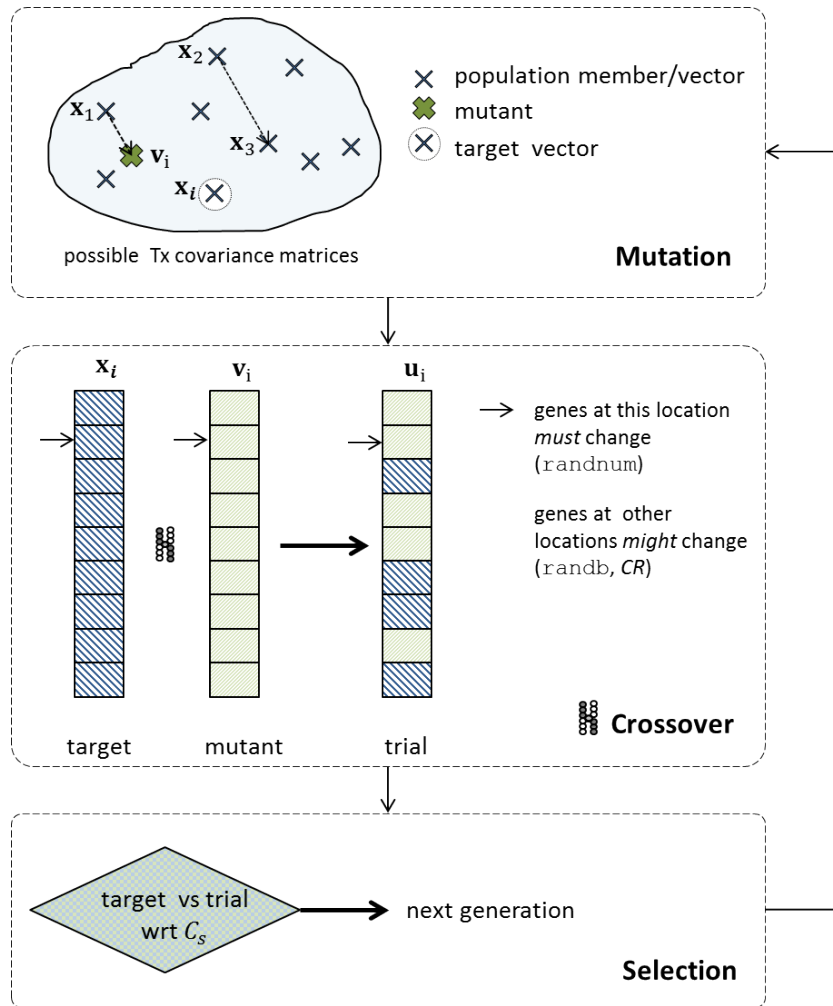 x₂
x₁
vᵢ
x₃
xᵢ
population member/vector
mutant
target vector
possible Tx covariance matrices
Mutation
xᵢ
vᵢ
uᵢ
genes at this location
must change
(randnum)
genes at other
locations might change
(randb, CR)
target
mutant
trial
Crossover
target vs trial
wrt Cₛ
next generation
Selection